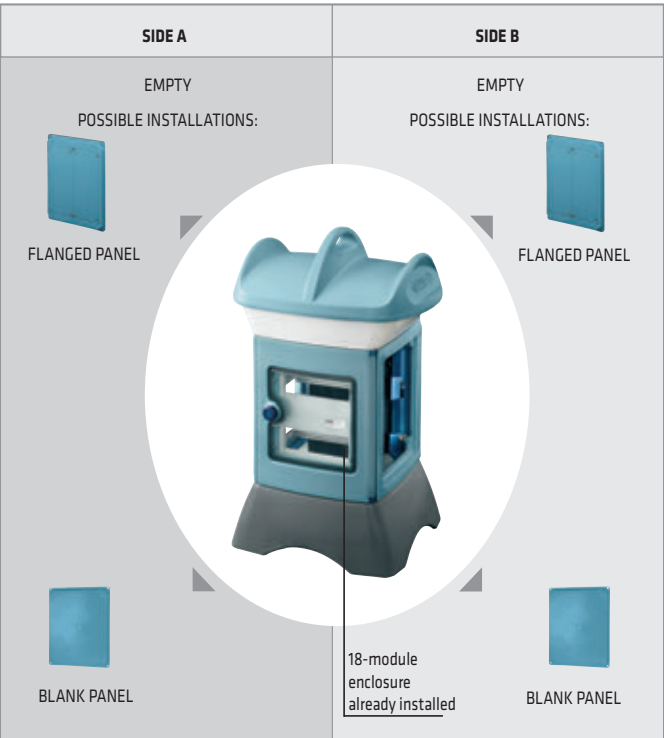 SIDE A
SIDE B
EMPTY
POSSIBLE INSTALLATIONS:
EMPTY
POSSIBLE INSTALLATIONS:
FLANGED PANEL
FLANGED PANEL
18-module
enclosure
already installed
BLANK PANEL
BLANK PANEL